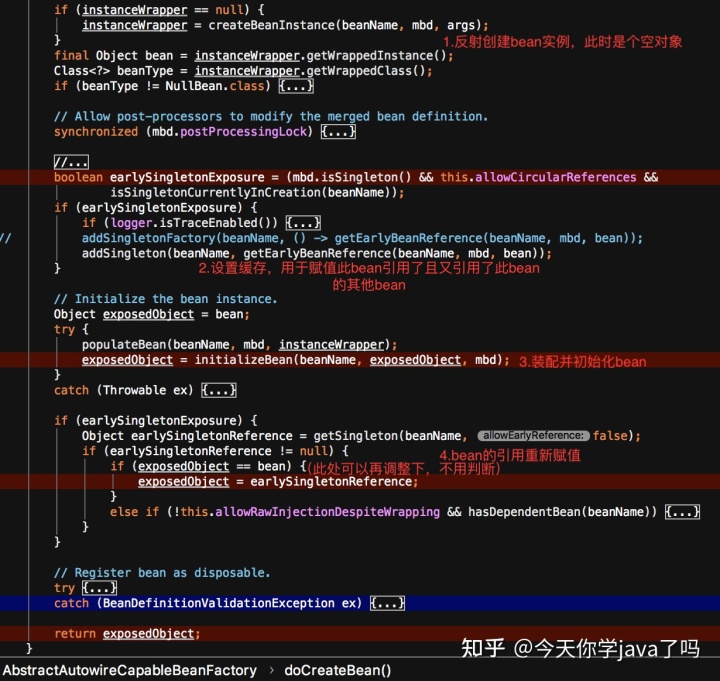 if (instanceWrapper == null) {
instanceWrapper = createBeanInstance(beanName, mbd, args);
}
1.反射创建bean实例，此时是个空对象
final Object bean = instanceWrapper.getWrappedInstance();
Class<?> beanType = instanceWrapper.getWrappedClass();
if (beanType != NullBean.class) {...}
// Allow post-processors to modify the merged bean definition.
synchronized (mbd.postProcessingLock) {...}
//...
boolean earlySingletonExposure = (mbd.isSingleton() && this.allowCircularReferences &&
isSingletonCurrentlyInCreation(beanName));
if (earlySingletonExposure) {
if (logger.isTraceEnabled()) {...}
// addSingletonFactory(beanName, () -> getEarlyBeanReference(beanName, mbd, bean));
addSingleton(beanName, getEarlyBeanReference(beanName, mbd, bean));
} 2.设置缓存，用于赋值此bean引用了且又引用了此bean
的其他bean
// Initialize the bean instance.
Object exposedObject = bean;
try {
populateBean(beanName, mbd, instanceWrapper);
exposedObject = initializeBean(beanName, exposedObject, mbd); 3.装配并初始化bean
}
catch (Throwable ex) {...}
if (earlySingletonExposure) {
Object earlySingletonReference = getSingleton(beanName, allowEarlyReference: false);
if (earlySingletonReference != null) { 4.bean的引用重新赋值
if (exposedObject == bean) {(此处可以再调整下，不用判断)
exposedObject = earlySingletonReference;
}
else if (!this.allowRawInjectionDespiteWrapping && hasDependentBean(beanName)) {...}
}
}
// Register bean as disposable.
try {...}
catch (BeanDefinitionValidationException ex) {...}
return exposedObject;
}
知乎 @今天你学java了吗
AbstractAutowireCapableBeanFactory › doCreateBean()